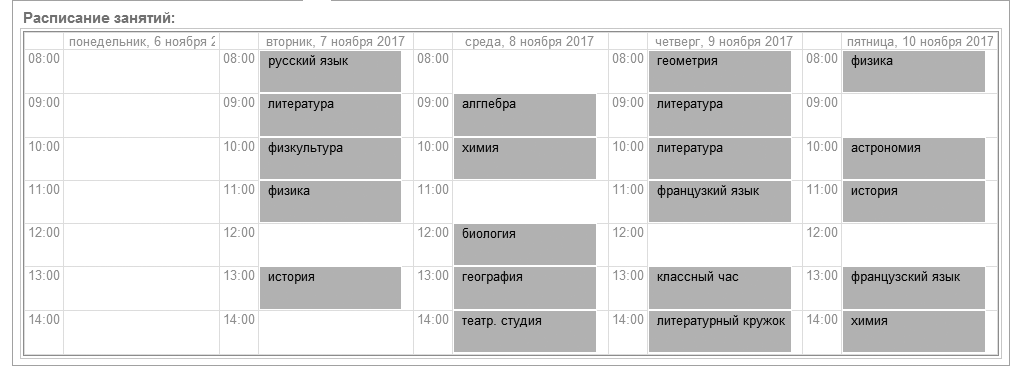 Расписание занятий:
понедельник, 6 ноября 2 вторник, 7 ноября 2017 среда, 8 ноября 2017 четверг, 9 ноября 2017 пятница, 10 ноября 2017
08:00 08:00 русский язык 08:00 08:00 геометрия 08:00 физика
09:00 09:00 литература 09:00 алгпебра 09:00 литература 09:00
10:00 10:00 физкультура 10:00 химия 10:00 литература 10:00 астрономия
11:00 11:00 физика 11:00 11:00 французкий язык 11:00 история
12:00 12:00 12:00 биология 12:00 12:00
13:00 13:00 история 13:00 география 13:00 классный час 13:00 французский язык
14:00 14:00 14:00 театр. студия 14:00 литературный кружок 14:00 химия